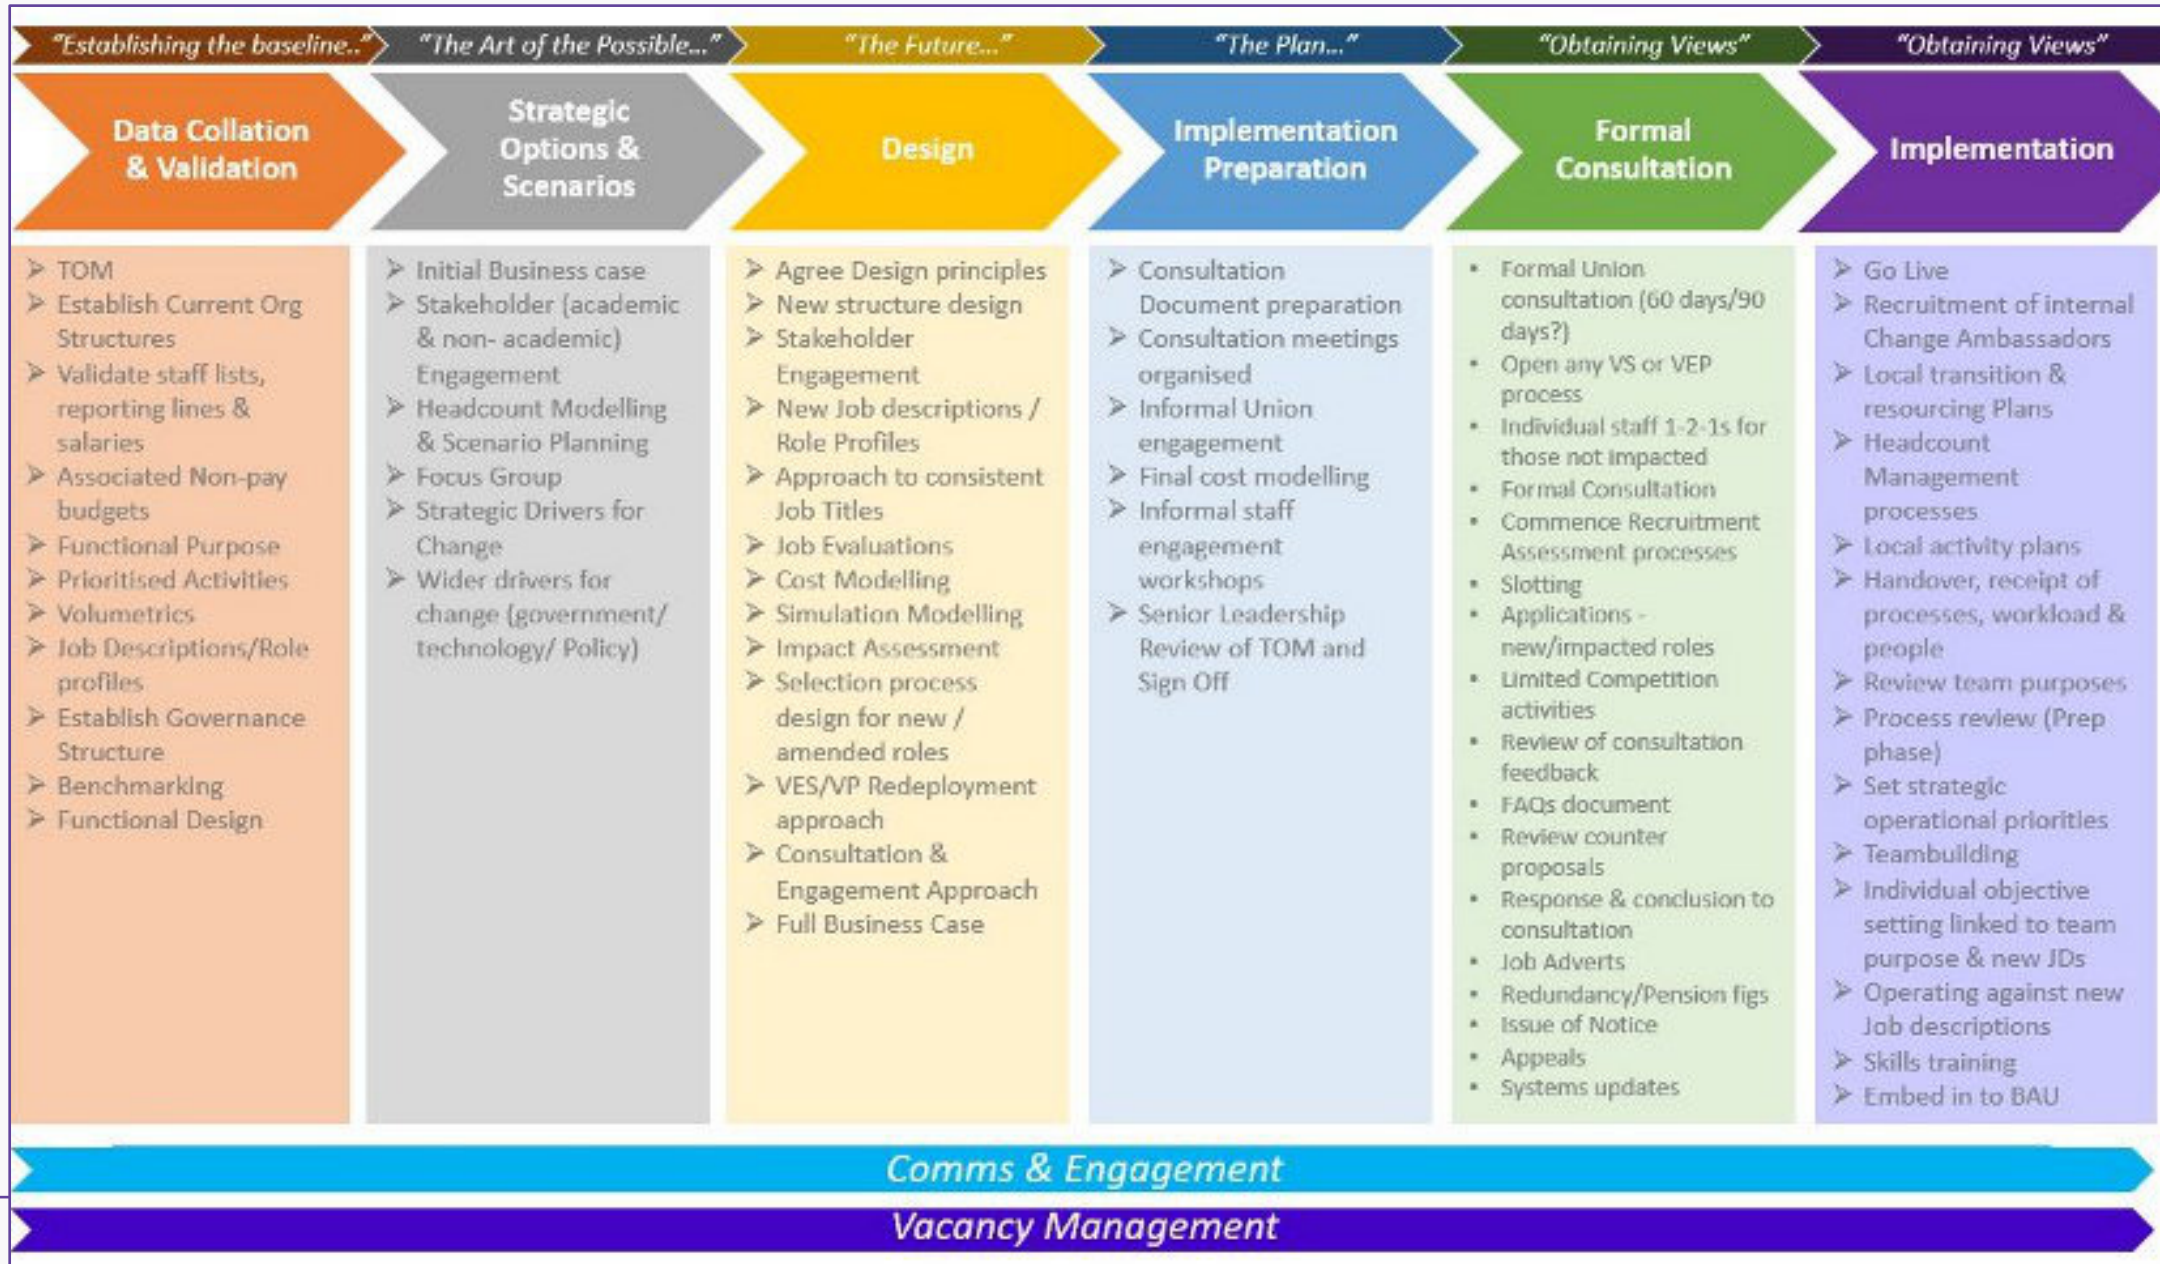 "Establishing the baseline.."
"The Art of the Possible..."
"The Future..."
"The Plan..."
"Obtaining Views"
"Obtaining Views"
Data Collation
& Validation
Strategic
Options &
Scenarios
Design
Implementation
Preparation
Formal
Consultation
Implementation
➢ TOM
➢ Establish Current Org
Structures
➢ Validate staff lists,
reporting lines &
salaries
➢ Associated Non-pay
budgets
➢ Functional Purpose
➢ Prioritised Activities
➢ Volumetrics
➢ Job Descriptions/Role
profiles
➢ Establish Governance
Structure
➢ Benchmarking
➢ Functional Design
➢ Initial Business case
➢ Stakeholder (academic
& non- academic)
Engagement
➢ Headcount Modelling
& Scenario Planning
➢ Focus Group
➢ Strategic Drivers for
Change
➢ Wider drivers for
change (government/
technology/ Policy)
➢ Agree Design principles
➢ New structure design
➢ Stakeholder
Engagement
➢ New Job descriptions /
Role Profiles
➢ Approach to consistent
Job Titles
➢ Job Evaluations
➢ Cost Modelling
➢ Simulation Modelling
➢ Impact Assessment
➢ Selection process
design for new /
amended roles
➢ VES/VP Redeployment
approach
➢ Consultation &
Engagement Approach
➢ Full Business Case
➢ Consultation
Document preparation
➢ Consultation meetings
organised
➢ Informal Union
engagement
➢ Final cost modelling
➢ Informal staff
engagement
workshops
➢ Senior Leadership
Review of TOM and
Sign Off
• Formal Union
consultation (60 days/90
days?)
• Open any VS or VEP
process
• Individual staff 1-2-1s for
those not impacted
• Formal Consultation
• Commence Recruitment
Assessment processes
• Slotting
• Applications -
new/impacted roles
• Limited Competition
activities
• Review of consultation
feedback
• FAQs document
• Review counter
proposals
• Response & conclusion to
consultation
• Job Adverts
• Redundancy/Pension figs
• Issue of Notice
• Appeals
• Systems updates
➢ Go Live
➢ Recruitment of internal
Change Ambassadors
➢ Local transition &
resourcing Plans
➢ Headcount
Management
processes
➢ Local activity plans
➢ Handover, receipt of
processes, workload &
people
➢ Review team purposes
➢ Process review (Prep
phase)
➢ Set strategic
operational priorities
➢ Teambuilding
➢ Individual objective
setting linked to team
purpose & new JDs
➢ Operating against new
Job descriptions
➢ Skills training
➢ Embed in to BAU
Comms & Engagement
Vacancy Management